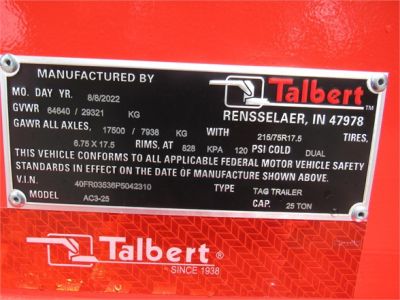 MANUFACTURED BY Talbert™
MO. DAY YR. 8/8/2022 RENSSELAER, IN 47978
GVWR 64640 / 29321 KG
GAWR ALL AXLES, 17500 / 7938 KG WITH 215/75R17.5 TIRES,
6.75 X 17.5 RIMS, AT 828 KPA 120 PSI COLD DUAL
THIS VEHICLE CONFORMS TO ALL APPLICABLE FEDERAL MOTOR VEHICLE SAFETY
STANDARDS IN EFFECT ON THE DATE OF MANUFACTURE SHOWN ABOVE.
V.I.N. 40FR03536P5042310 TYPE TAG TRAILER
MODEL AC3-25 CAP. 25 TON
Talbert®
SINCE 1938